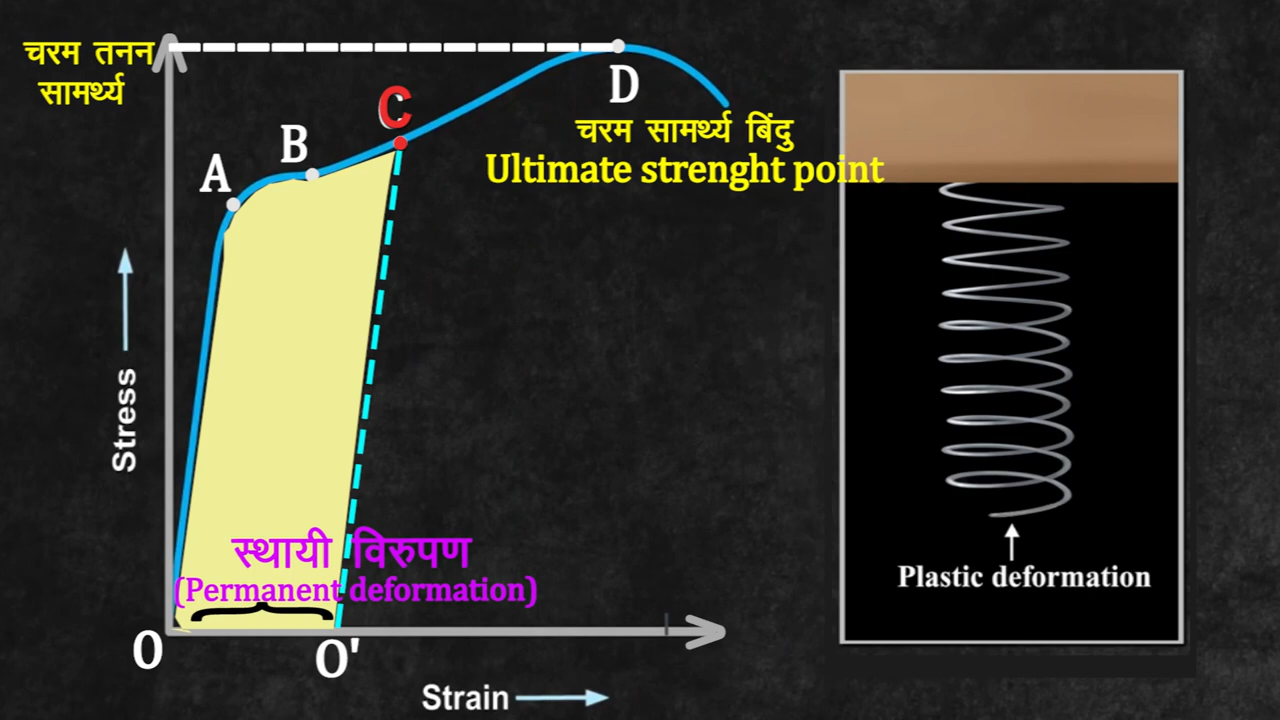 चरम तनन
सामर्थ्य
A
B
C
D
चरम सामर्थ्य बिंदु
Ultimate strenght point
Stress
स्थायी विरुपण
(Permanent deformation)
O
O'
Strain
Plastic deformation